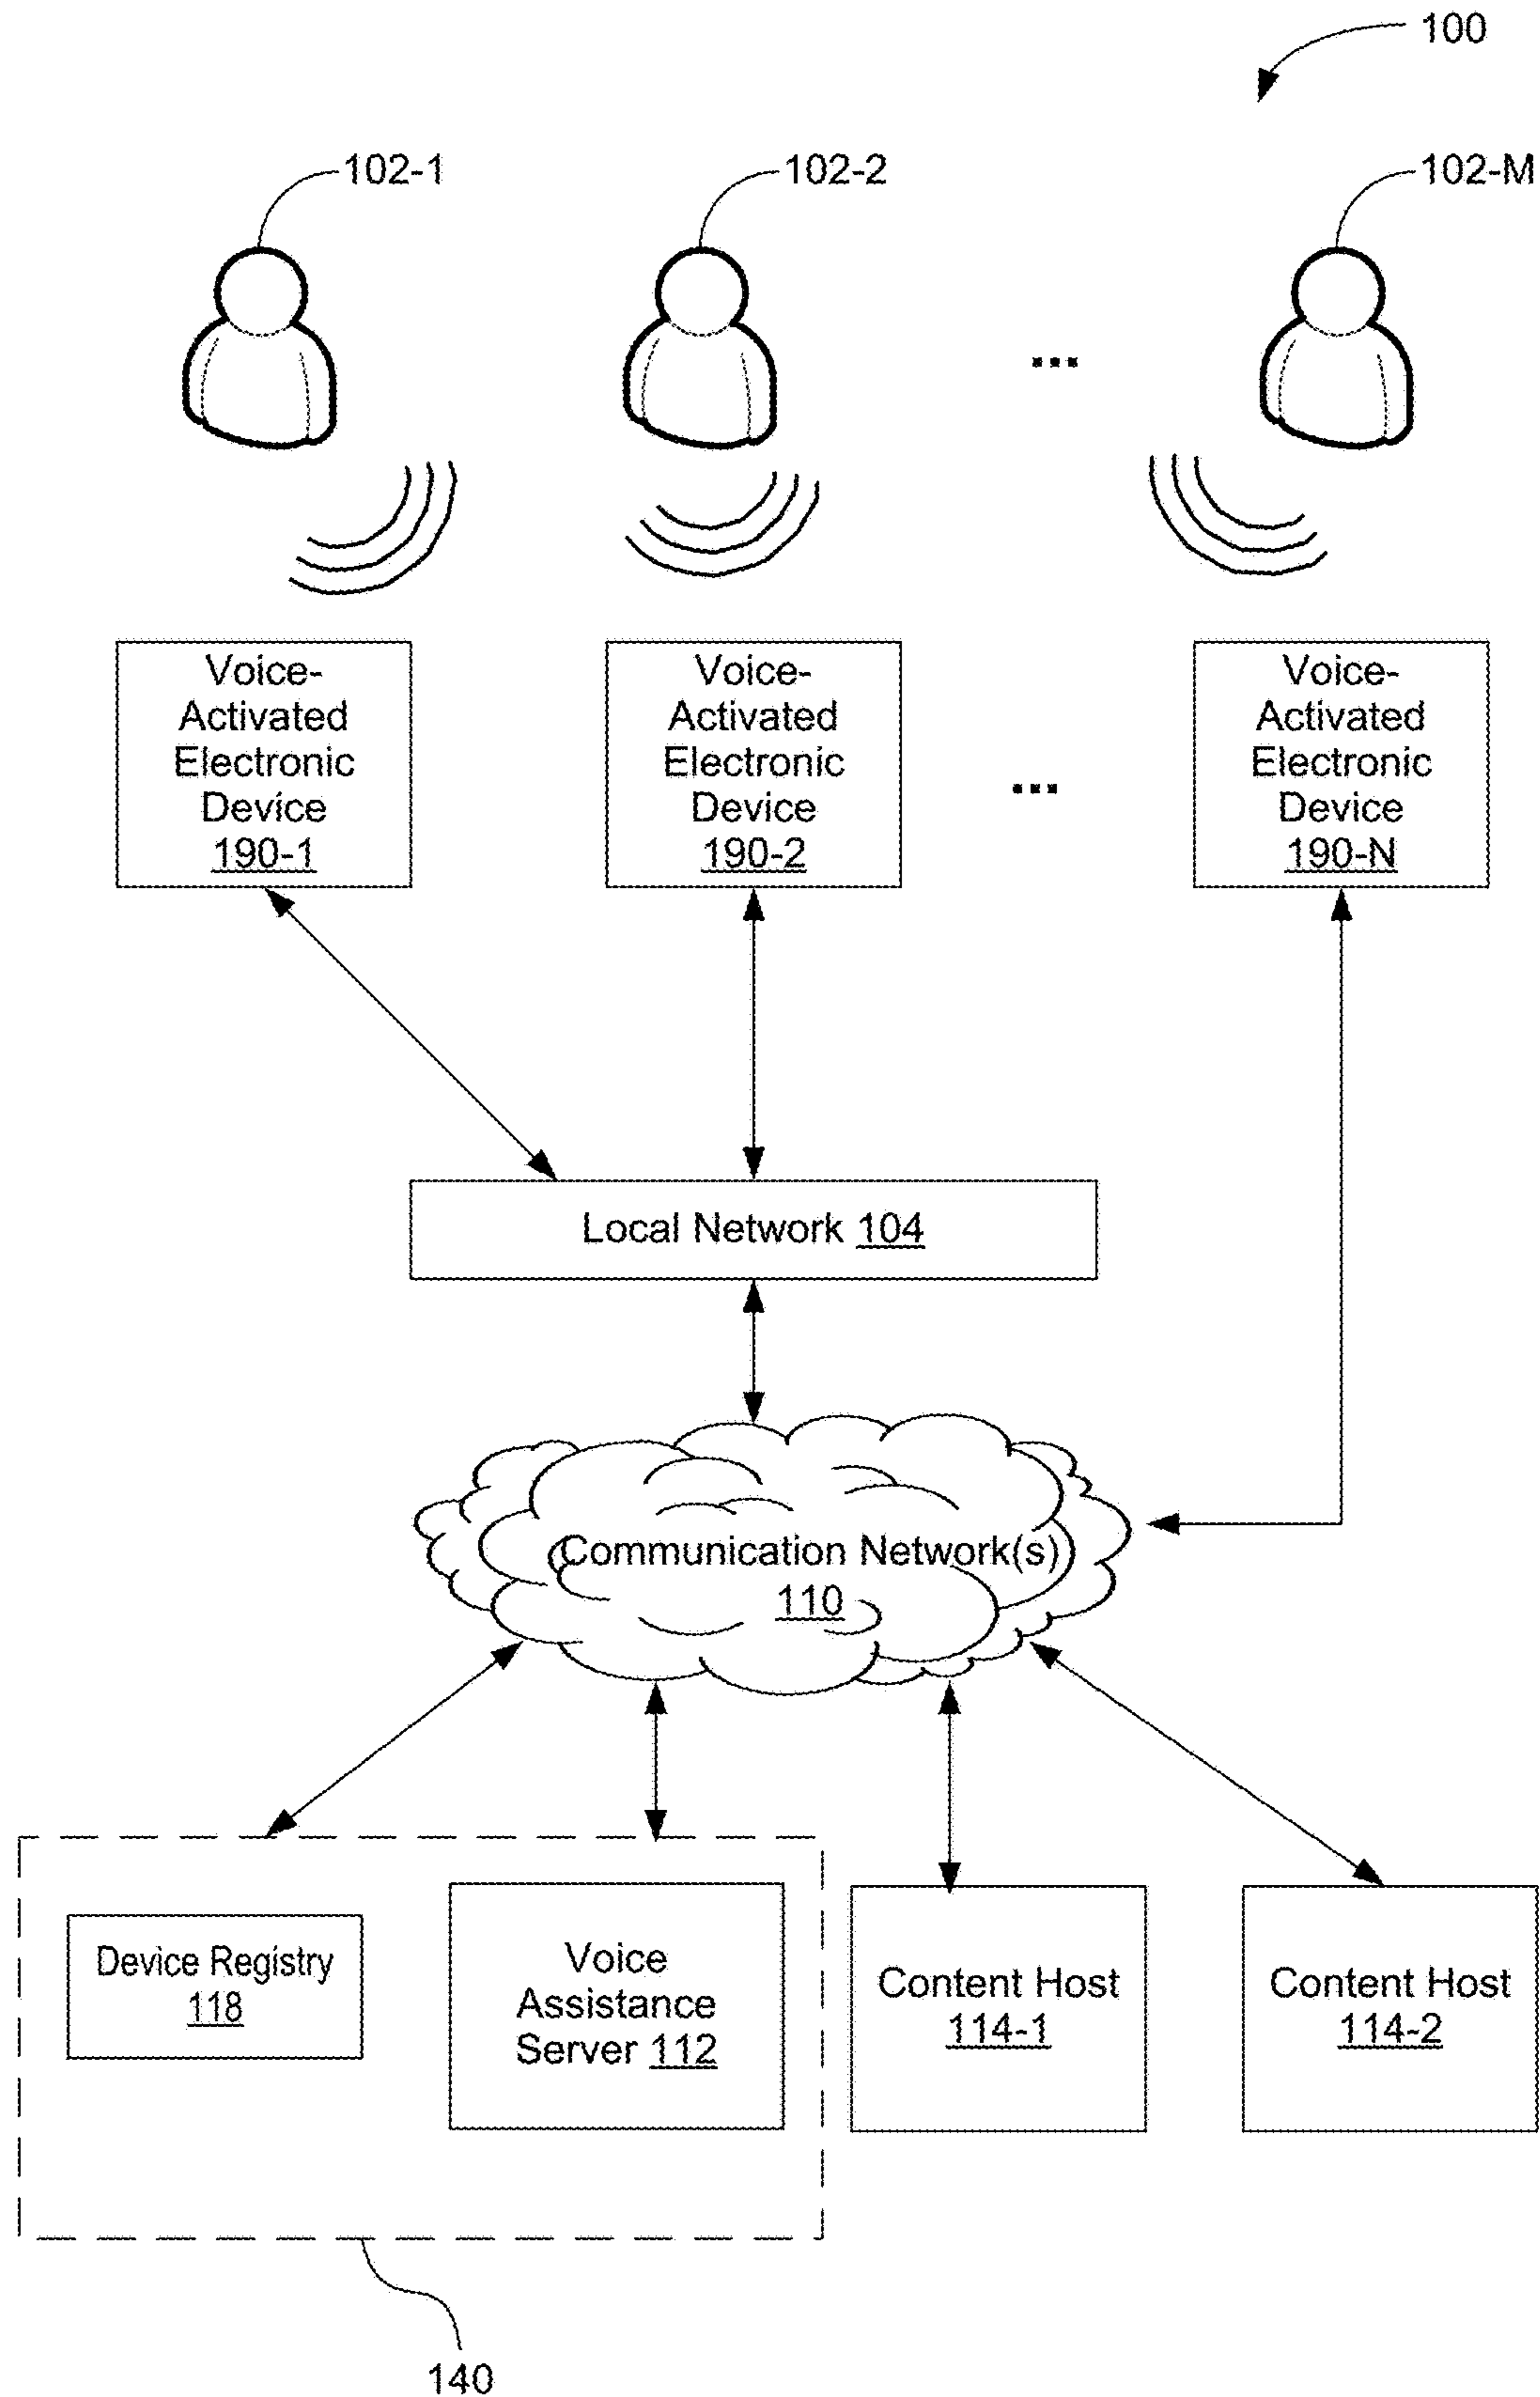 100
102-1
102-2
102-M
...
Voice-
Activated
Electronic
Device
190-1
Voice-
Activated
Electronic
Device
190-2
...
Voice-
Activated
Electronic
Device
190-N
Local Network 104
Communication Network(s)
110
Device Registry
118
Voice
Assistance
Server 112
Content Host
114-1
Content Host
114-2
140